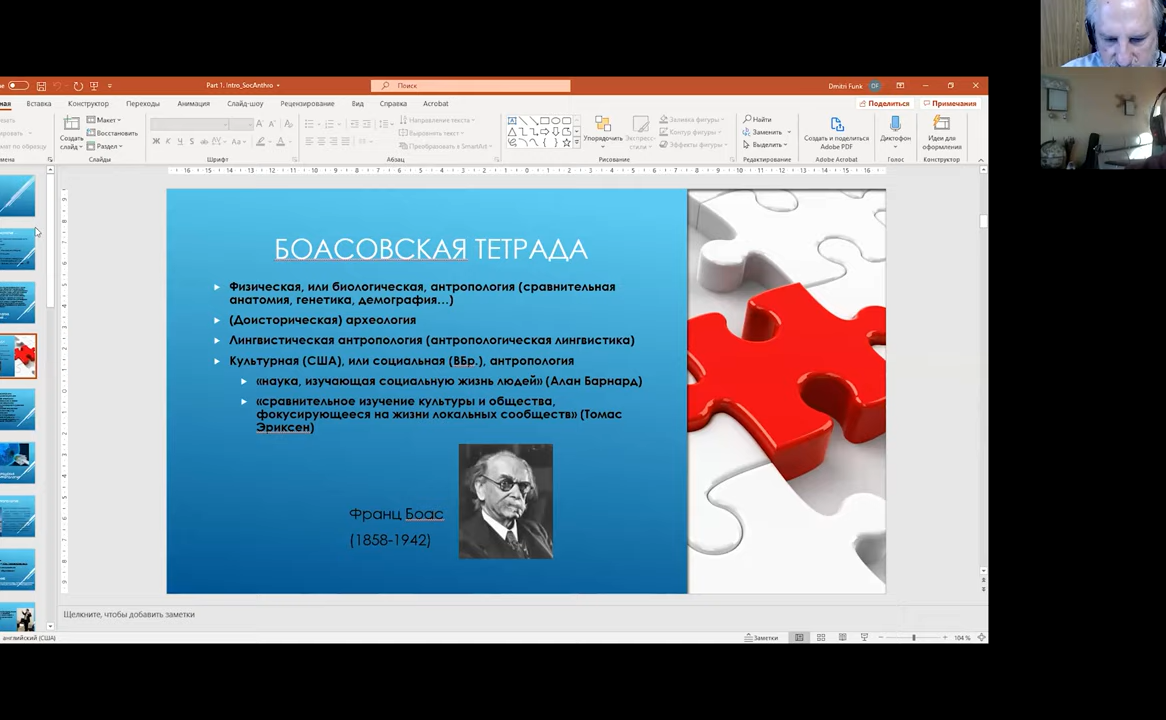 Part 1. Intro_SocAnthro
Поиск
Dmitri Funk
DF
Вставка
Конструктор
Переходы
Анимация
Слайд-шоу
Рецензирование
Вид
Справка
Acrobat
Поделиться
Примечания
Создать слайд
Макет
Восстановить
Раздел
Слайды
Ж К Ч S
Шрифт
Направление текста
Выровнять текст
Преобразовать в SmartArt
Абзац
Упорядочить
Экспресс-стили
Заливка фигуры
Контур фигуры
Эффекты фигуры
Рисование
Найти
Заменить
Выделить
Редактирование
Создать и поделиться Adobe PDF
Adobe Acrobat
Диктофон
Голос
Идеи для оформления
Конструктор
БОАСОВСКАЯ ТЕТРАДА
Физическая, или биологическая, антропология (сравнительная
анатомия, генетика, демография…)
(Доисторическая) археология
Лингвистическая антропология (антропологическая лингвистика)
Культурная (США), или социальная (ВБр.), антропология
«наука, изучающая социальную жизнь людей» (Алан Барнард)
«сравнительное изучение культуры и общества,
фокусирующееся на жизни локальных сообществ» (Томас
Эриксен)
Франц Боас
(1858-1942)
Щелкните, чтобы добавить заметки
английский (США)
Заметки
104 %